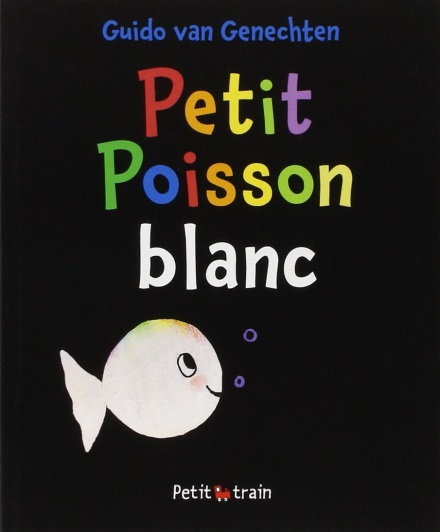 Guido van Genechten
Petit
Poisson
blanc
Petit train